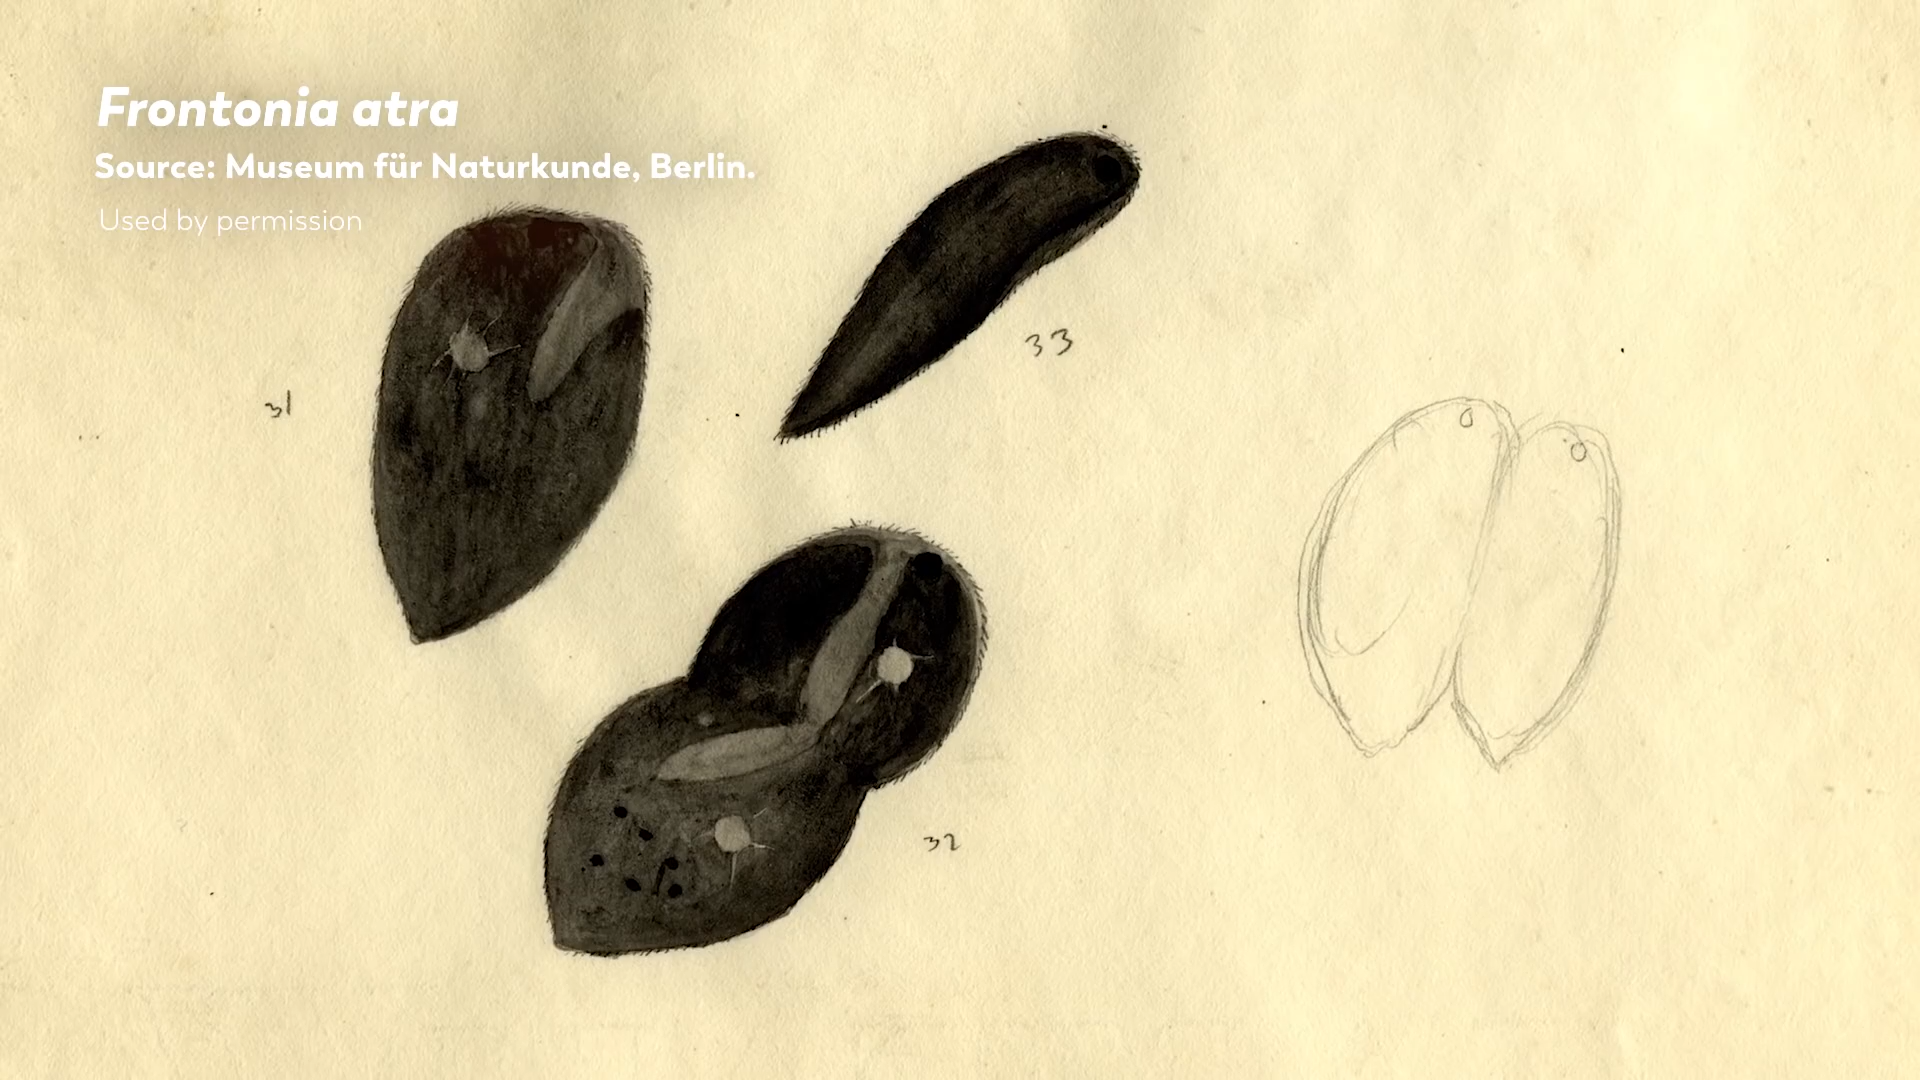 Frontonia atra
Source: Museum für Naturkunde, Berlin.
Used by permission
33
31
32